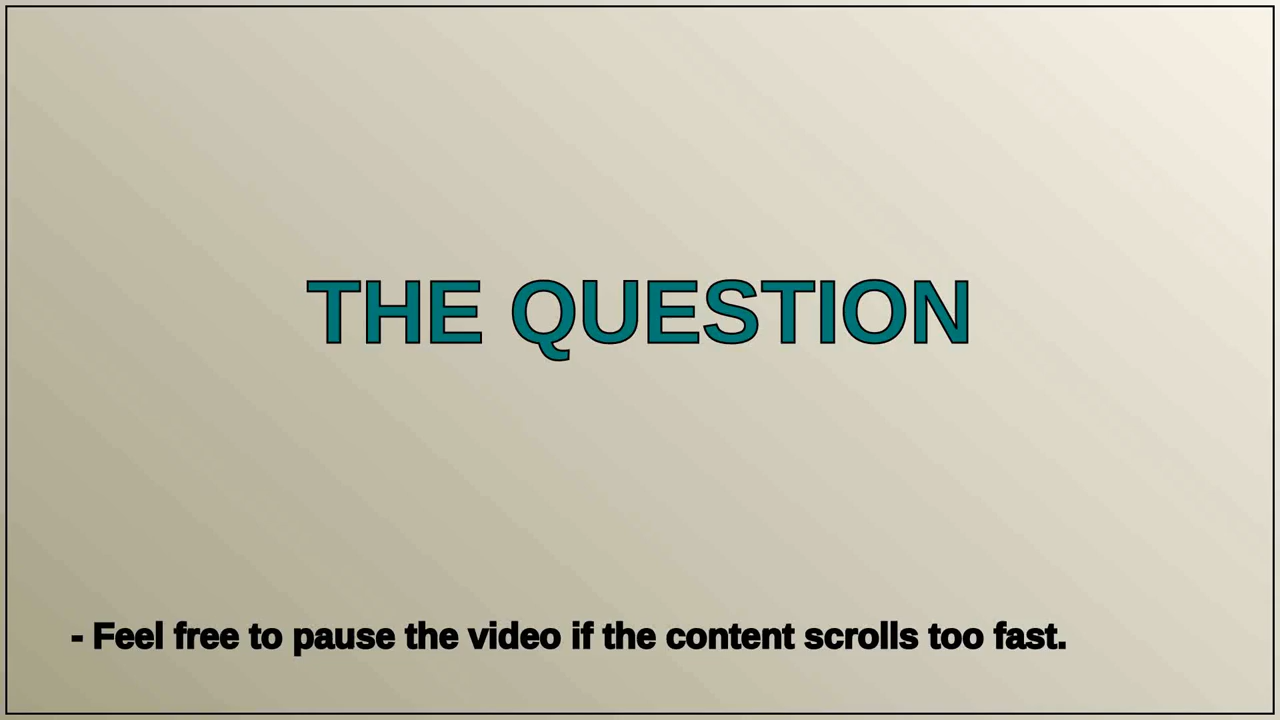 THE QUESTION
- Feel free to pause the video if the content scrolls too fast.